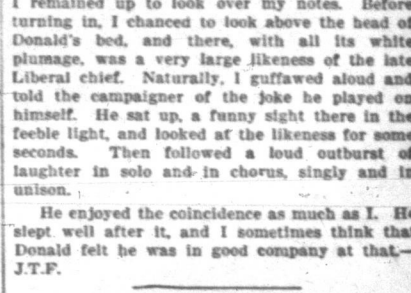 I remained up to look over my notes. Before
turning in, I chanced to look above the head of
Donald's bed, and there, with all its white
plumage, was a very large likeness of the late
Liberal chief. Naturally, I guffawed aloud and
told the campaigner of the joke he played on
himself. He sat up, a funny sight there in the
feeble light, and looked at the likeness for some
seconds. Then followed a loud outburst of
laughter in solo and in chorus, singly and in
unison.
He enjoyed the coincidence as much as I. He
slept well after it, and I sometimes think that
Donald felt he was in good company at that.—
J.T.F.